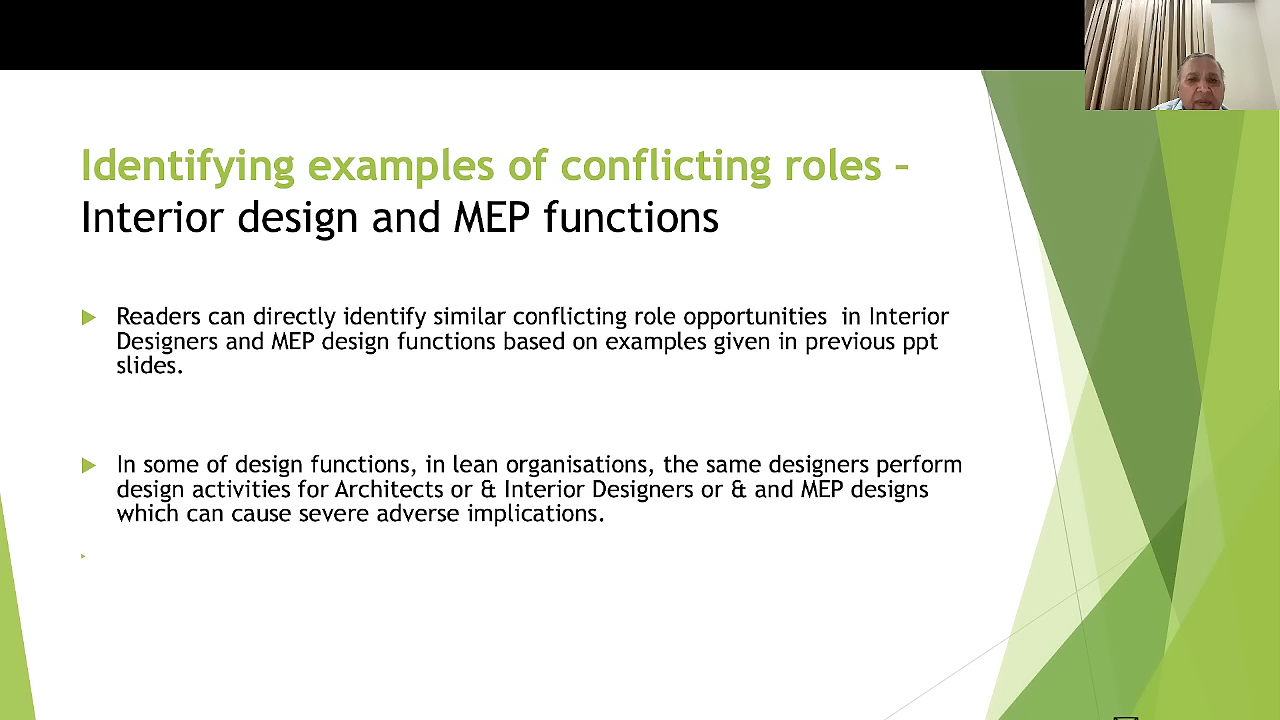 Identifying examples of conflicting roles –
Interior design and MEP functions
Readers can directly identify similar conflicting role opportunities  in Interior
Designers and MEP design functions based on examples given in previous ppt
slides.
In some of design functions, in lean organisations, the same designers perform
design activities for Architects or & Interior Designers or & and MEP designs
which can cause severe adverse implications.